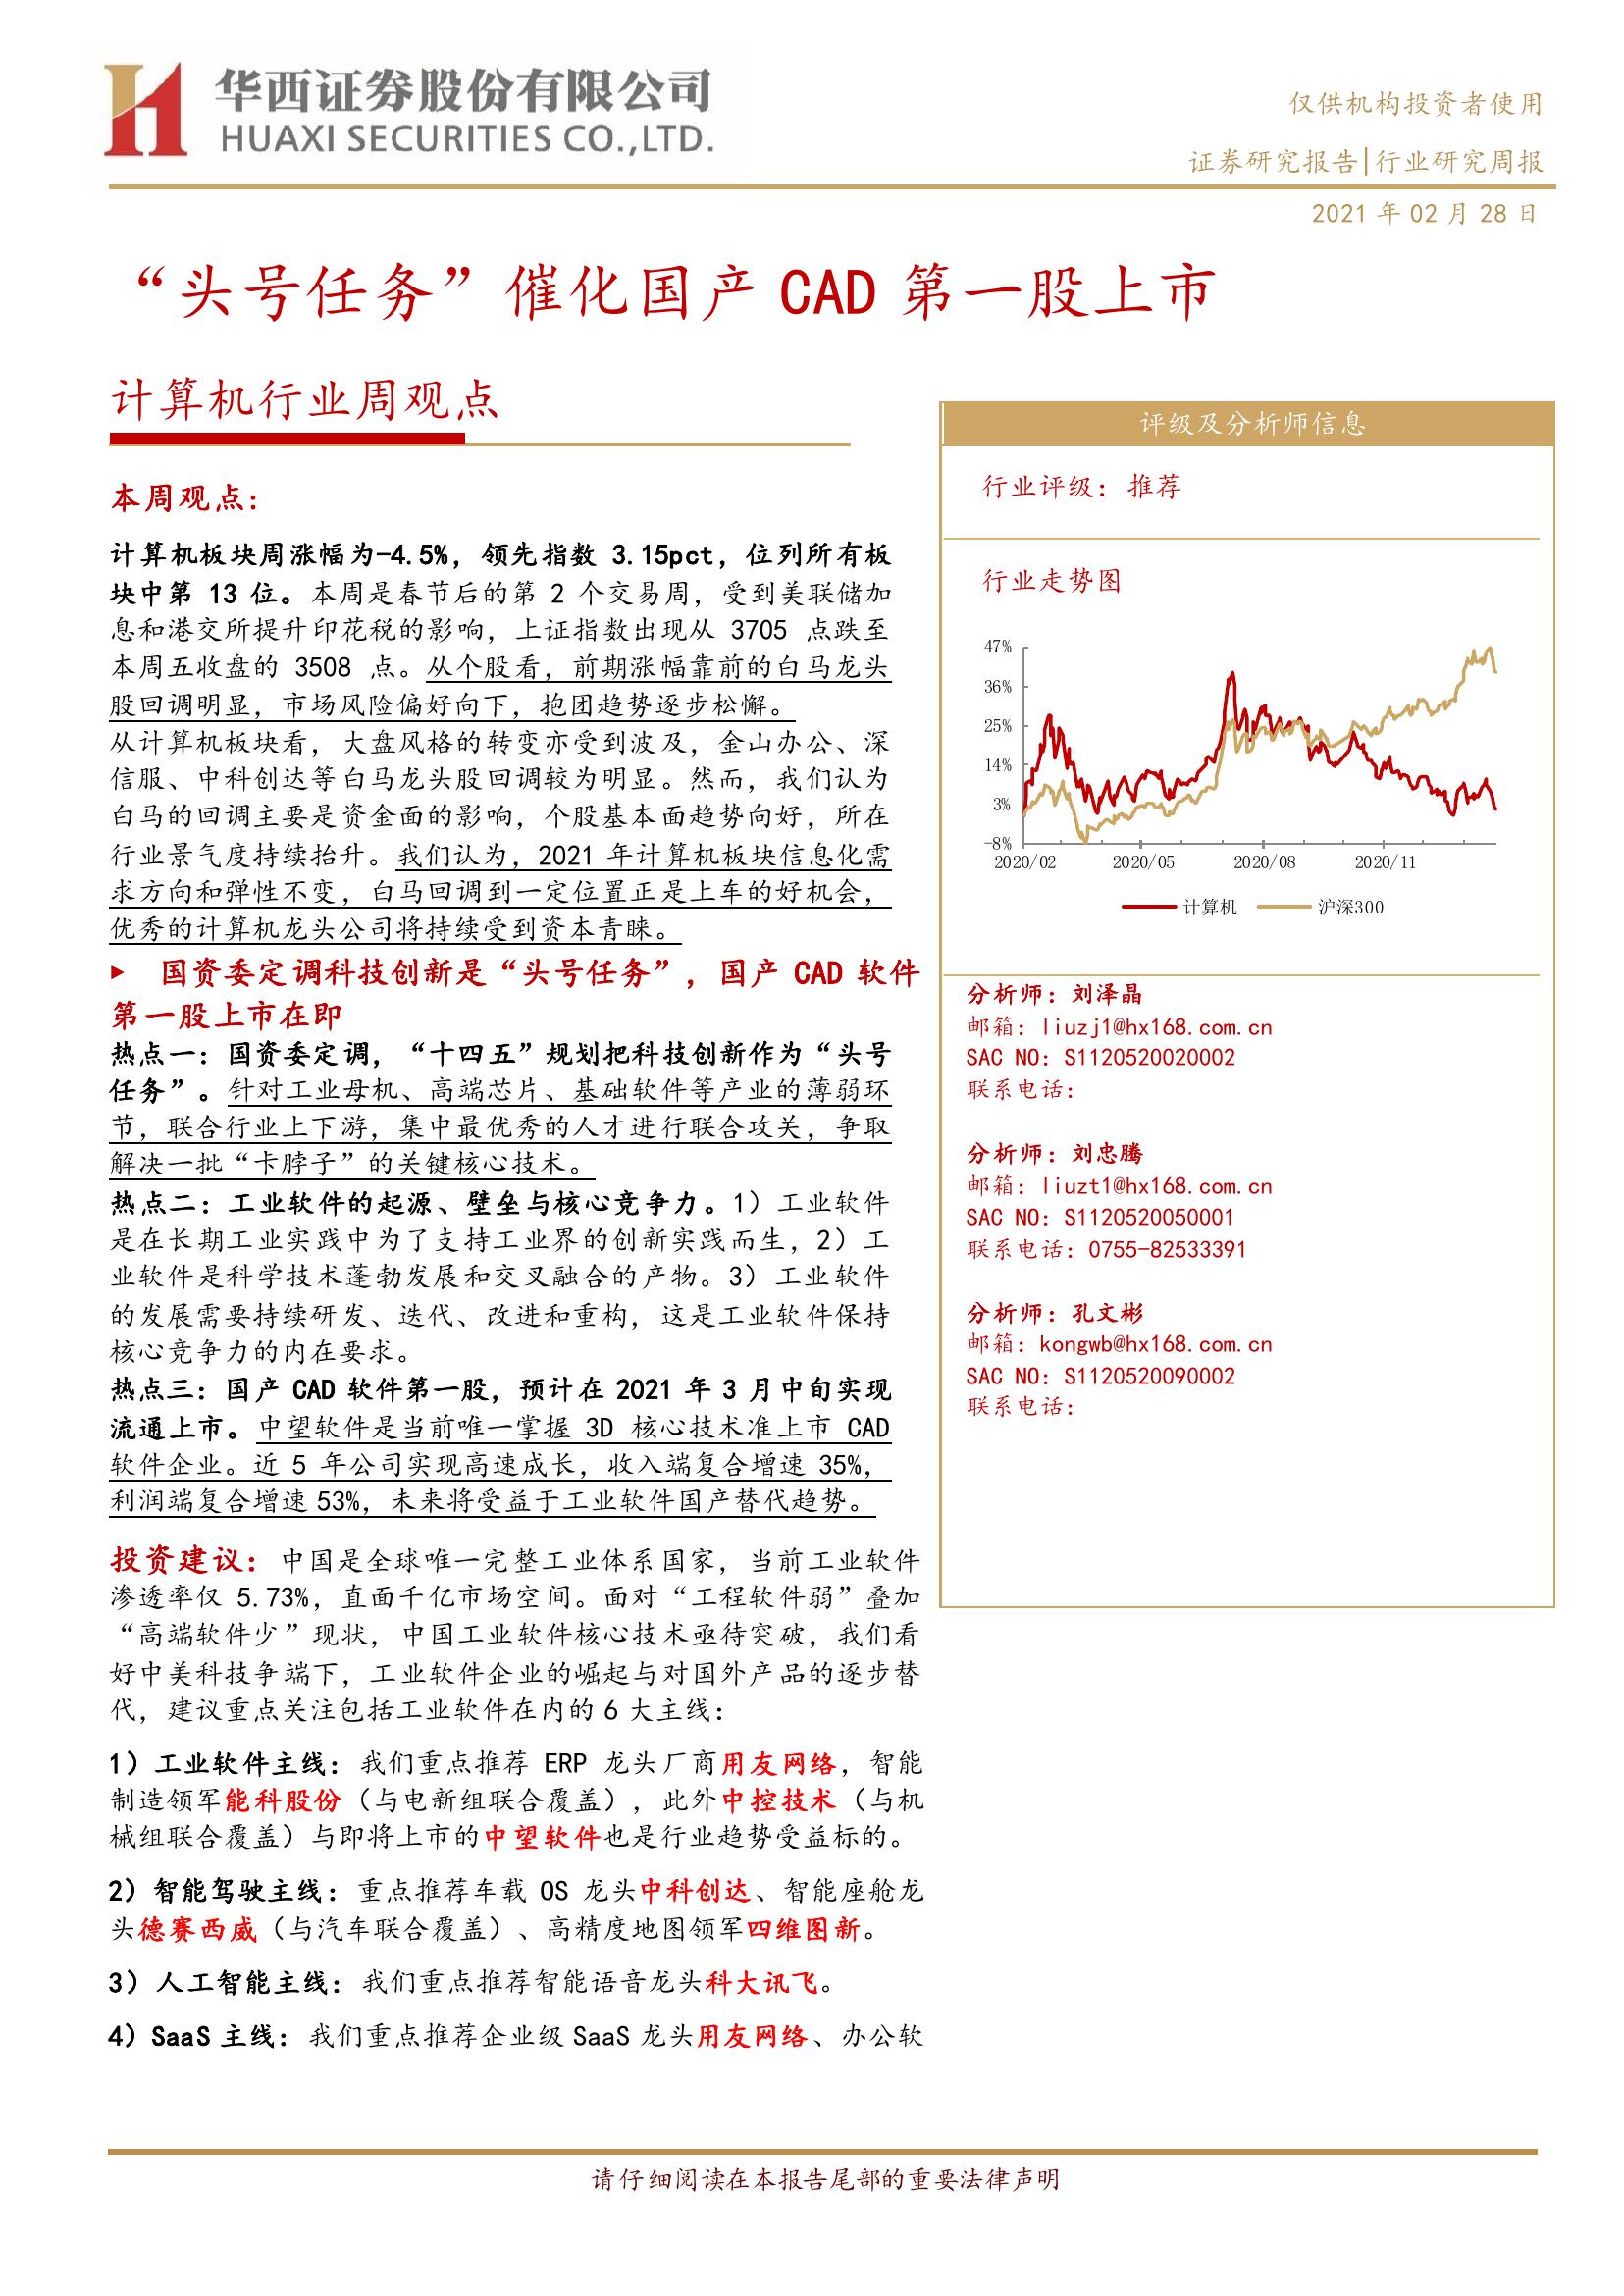 华西证券股份有限公司
HUAXI SECURITIES CO.,LTD.
仅供机构投资者使用
证券研究报告|行业研究周报
2021 年 02 月 28 日
“头号任务”催化国产 CAD 第一股上市
计算机行业周观点
本周观点：
计算机板块周涨幅为-4.5%，领先指数 3.15pct，位列所有板
块中第 13 位。本周是春节后的第 2 个交易周，受到美联储加
息和港交所提升印花税的影响，上证指数出现从 3705 点跌至
本周五收盘的 3508 点。从个股看，前期涨幅靠前的白马龙头
股回调明显，市场风险偏好向下，抱团趋势逐步松懈。
从计算机板块看，大盘风格的转变亦受到波及，金山办公、深
信服、中科创达等白马龙头股回调较为明显。然而，我们认为
白马的回调主要是资金面的影响，个股基本面趋势向好，所在
行业景气度持续抬升。我们认为，2021 年计算机板块信息化需
求方向和弹性不变，白马回调到一定位置正是上车的好机会，
优秀的计算机龙头公司将持续受到资本青睐。
▶ 国资委定调科技创新是“头号任务”，国产 CAD 软件
第一股上市在即
热点一：国资委定调，“十四五”规划把科技创新作为“头号
任务”。针对工业母机、高端芯片、基础软件等产业的薄弱环
节，联合行业上下游，集中最优秀的人才进行联合攻关，争取
解决一批“卡脖子”的关键核心技术。
热点二：工业软件的起源、壁垒与核心竞争力。1）工业软件
是在长期工业实践中为了支持工业界的创新实践而生，2）工
业软件是科学技术蓬勃发展和交叉融合的产物。3）工业软件
的发展需要持续研发、迭代、改进和重构，这是工业软件保持
核心竞争力的内在要求。
热点三：国产 CAD 软件第一股，预计在 2021 年 3 月中旬实现
流通上市。中望软件是当前唯一掌握 3D 核心技术准上市 CAD
软件企业。近 5 年公司实现高速成长，收入端复合增速 35%，
利润端复合增速 53%，未来将受益于工业软件国产替代趋势。
投资建议：中国是全球唯一完整工业体系国家，当前工业软件
渗透率仅 5.73%，直面千亿市场空间。面对“工程软件弱”叠加
“高端软件少”现状，中国工业软件核心技术亟待突破，我们看
好中美科技争端下，工业软件企业的崛起与对国外产品的逐步替
代，建议重点关注包括工业软件在内的 6 大主线：
1）工业软件主线：我们重点推荐 ERP 龙头厂商用友网络，智能
制造领军能科股份（与电新组联合覆盖），此外中控技术（与机
械组联合覆盖）与即将上市的中望软件也是行业趋势受益标的。
2）智能驾驶主线：重点推荐车载 OS 龙头中科创达、智能座舱龙
头德赛西威（与汽车联合覆盖）、高精度地图领军四维图新。
3）人工智能主线：我们重点推荐智能语音龙头科大讯飞。
4）SaaS 主线：我们重点推荐企业级 SaaS 龙头用友网络、办公软
评级及分析师信息
行业评级：推荐
行业走势图
47%
36%
25%
14%
3%
-8%
2020/02 2020/05 2020/08 2020/11
计算机 沪深300
分析师：刘泽晶
邮箱：liuzj1@hx168.com.cn
SAC NO：S1120520020002
联系电话：
分析师：刘忠腾
邮箱：liuzt1@hx168.com.cn
SAC NO：S1120520050001
联系电话：0755-82533391
分析师：孔文彬
邮箱：kongwb@hx168.com.cn
SAC NO：S1120520090002
联系电话：
请仔细阅读在本报告尾部的重要法律声明